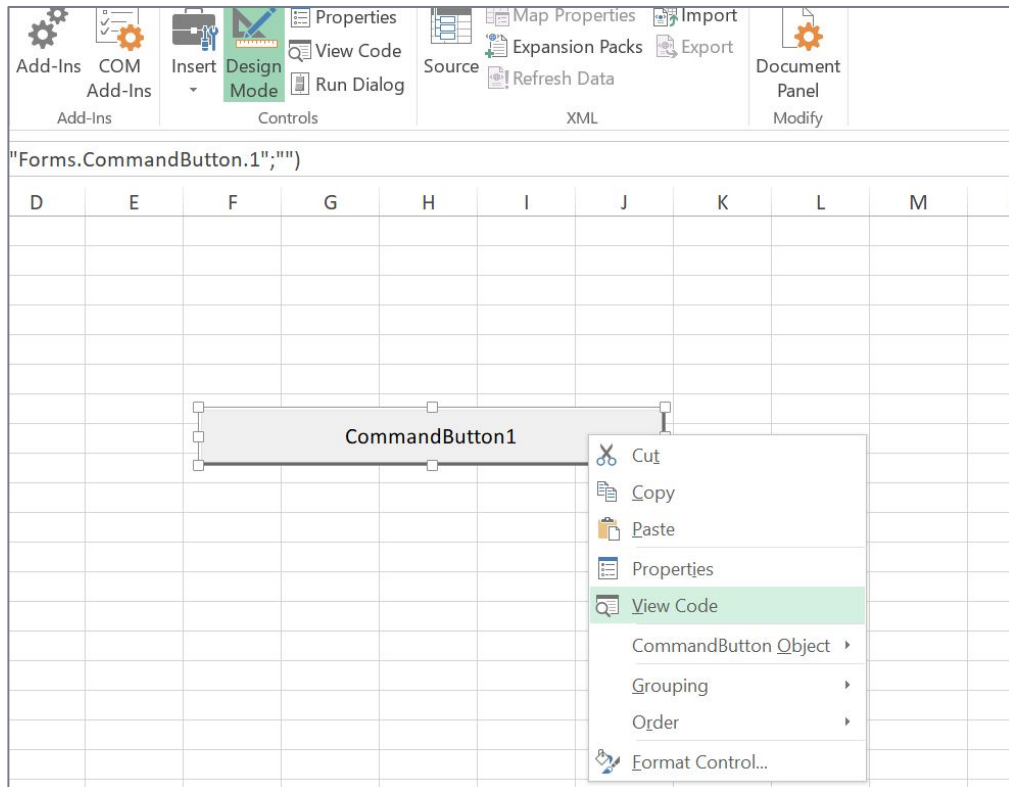 Properties
Map Properties
Import
View Code
Expansion Packs
Export
Add-Ins
COM
Add-Ins
Insert
Design
Mode
Run Dialog
Source
Refresh Data
Document
Panel
Add-Ins
Controls
XML
Modify
"Forms.CommandButton.1";"")
D E F G H I J K L M
CommandButton1
Cut
Copy
Paste
Properties
View Code
CommandButton Object
Grouping
Order
Format Control...